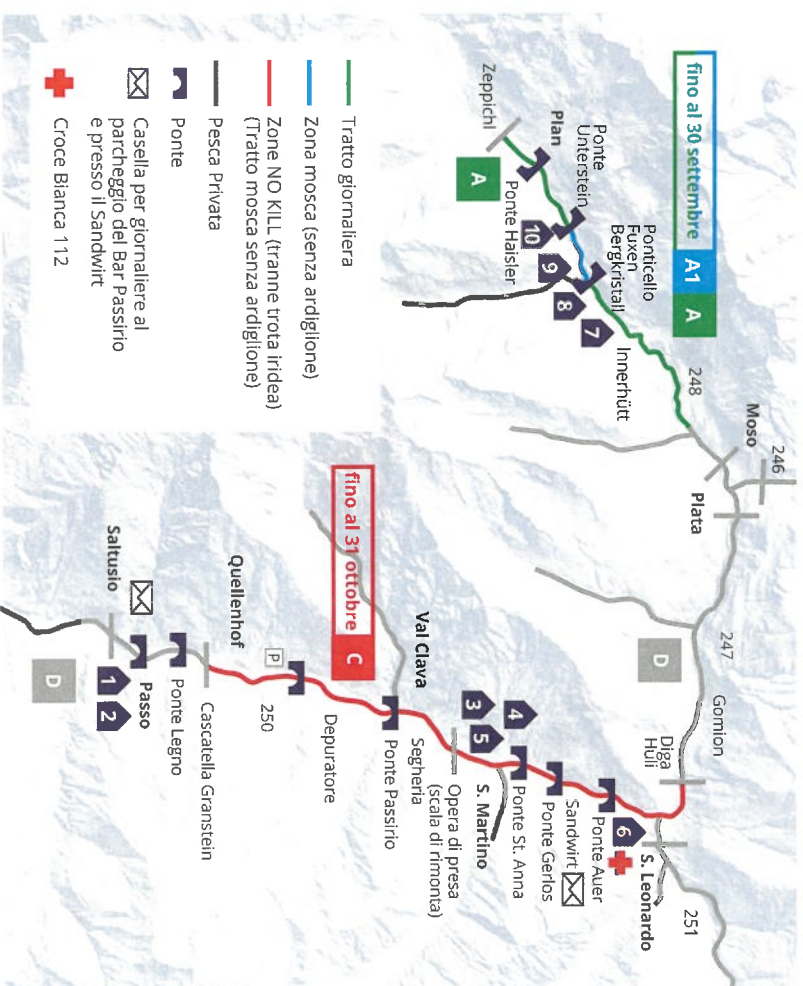 fino al 30 settembre A1 A
Zeppichl
A
Plan
Ponte Haisler
Ponte
Unterstein
10
9
8
7
Ponticello
Fuxen
Bergkristall
Innerhütt
248
Moso
246
Plata
247
D
Gomion
Diga
Hüli
S. Leonardo
251
6
Ponte Auer
Sandwirt
Ponte Gerlos
Ponte St. Anna
4
3
5
S. Martino
Opera di presa
(scala di rimonta)
Segheria
Val Clava
Ponte Passirio
fino al 31 ottobre C
Depuratore
P
250
Quellenhof
Cascatella Granstein
Ponte Legno
Passo
Saltusio
1
2
D
Tratto giornaliera
Zona mosca (senza ardiglione)
Zone NO KILL (tranne trota iridea)
(Tratto mosca senza ardiglione)
Pesca Privata
Ponte
Casella per giornaliere al
parcheggio del Bar Passirio
e presso il Sandwirt
Croce Bianca 112